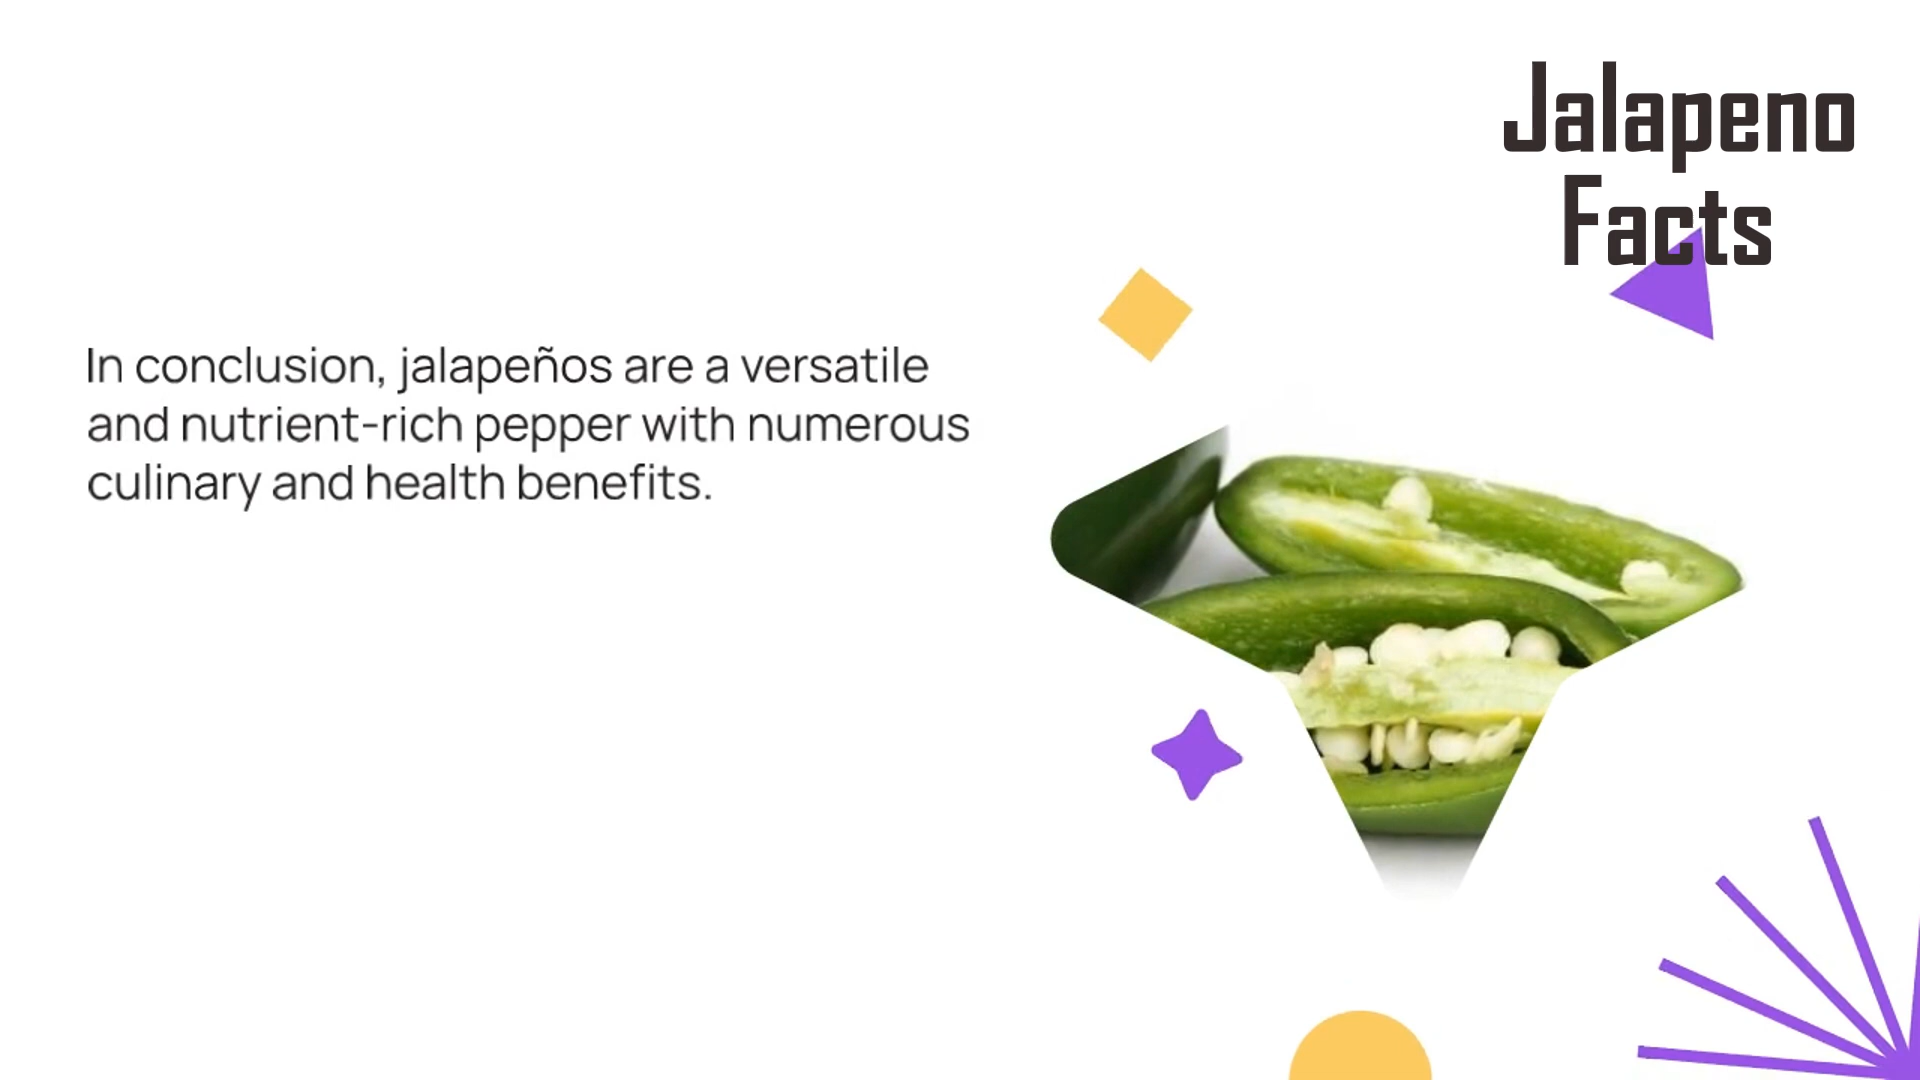 Jalapeno
Facts
In conclusion, jalapeños are a versatile
and nutrient-rich pepper with numerous
culinary and health benefits.